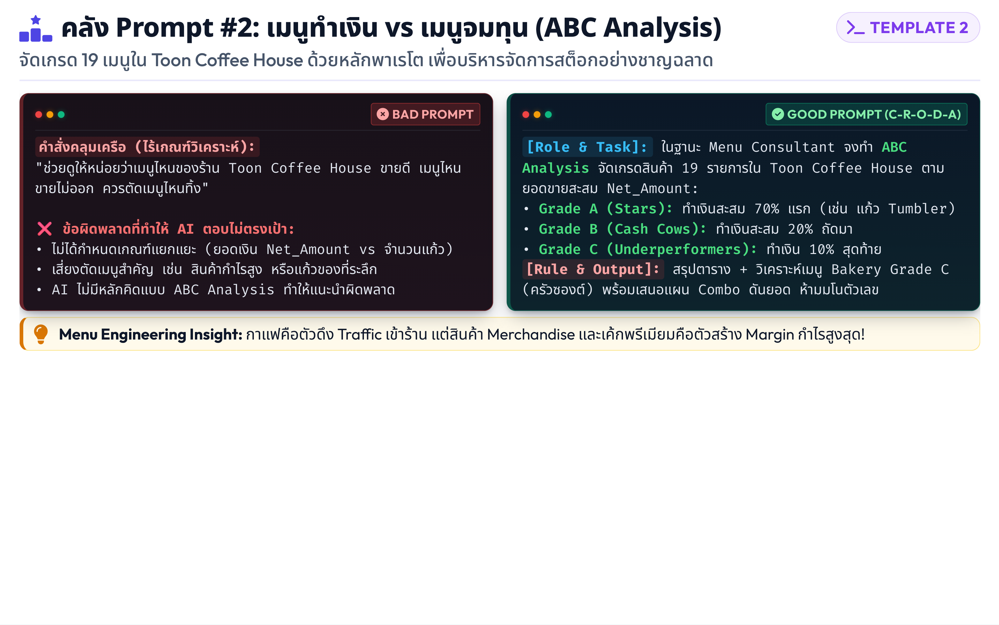 คลัง Prompt #2: เมนูทำเงิน vs เมนูจมทุน (ABC Analysis)
TEMPLATE 2
จัดเกรด 19 เมนูใน Toon Coffee House ด้วยหลักพาเรโต เพื่อบริหารจัดการสต็อกอย่างชาญฉลาด
BAD PROMPT
คำสั่งคลุมเครือ (ไร้เกณฑ์วิเคราะห์):
"ช่วยดูให้หน่อยว่าเมนูไหนของร้าน Toon Coffee House ขายดี เมนูไหน
ขายไม่ออก ควรตัดเมนูไหนทิ้ง"
❌ ข้อผิดพลาดที่ทำให้ AI ตอบไม่ตรงเป้า:
• ไม่ได้กำหนดเกณฑ์แยกแยะ (ยอดเงิน Net_Amount vs จำนวนแก้ว)
• เสี่ยงตัดเมนูสำคัญ เช่น สินค้ากำไรสูง หรือแก้วของที่ระลึก
• AI ไม่มีหลักคิดแบบ ABC Analysis ทำให้แนะนำผิดพลาด
GOOD PROMPT (C-R-O-D-A)
[Role & Task]: ในฐานะ Menu Consultant จงทำ ABC
Analysis จัดเกรดสินค้า 19 รายการใน Toon Coffee House ตาม
ยอดขายสะสม Net_Amount:
• Grade A (Stars): ทำเงินสะสม 70% แรก (เช่น แก้ว Tumbler)
• Grade B (Cash Cows): ทำเงินสะสม 20% ถัดมา
• Grade C (Underperformers): ทำเงิน 10% สุดท้าย
[Rule & Output]: สรุปตาราง + วิเคราะห์เมนู Bakery Grade C
(ครัวซองต์) พร้อมเสนอแผน Combo ดันยอด ห้ามมโนตัวเลข
Menu Engineering Insight: กาแฟคือตัวดึง Traffic เข้าร้าน แต่สินค้า Merchandise และเค้กพรีเมียมคือตัวสร้าง Margin กำไรสูงสุด!